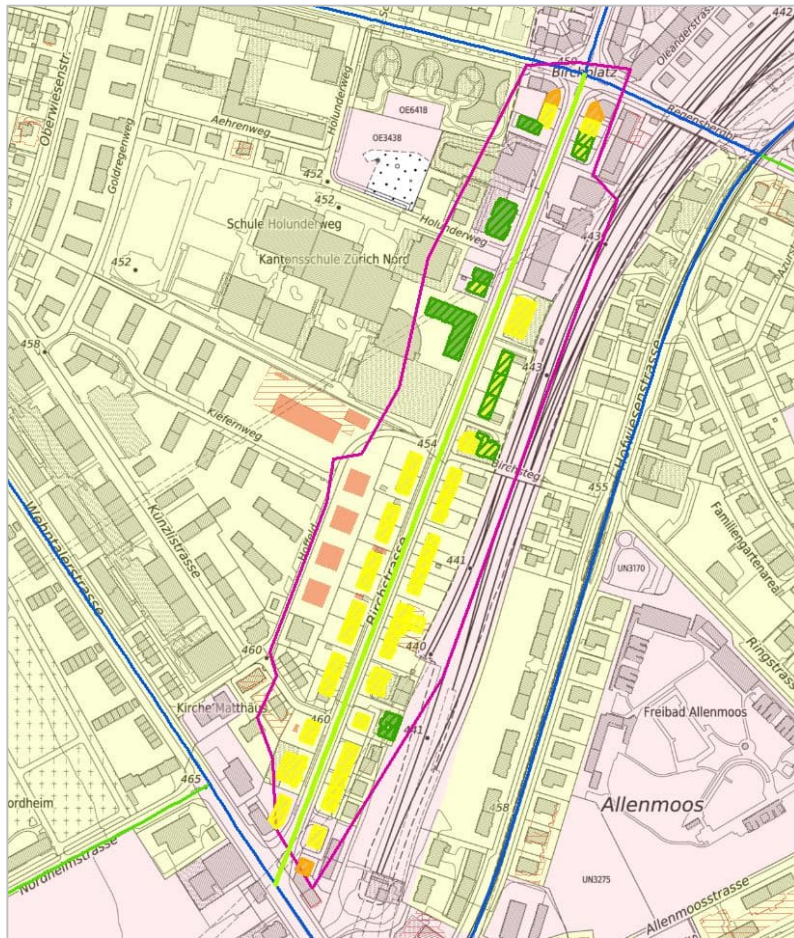 442
Oleanderstrasse
Oberwiesenstr.
Holunderweg
Birchplatz
OE6418
Aehrenweg
OE3438
Goldregenweg
452
452
Holunderweg
Schule Holunderweg
443
Kantonsschule Zürich Nord
452
458
443
Hofwiesenstrasse
Kiefernweg
454
Birchsteg
455
Wehntalerstrasse
Künzlistrasse
Hoffeld
Familiengartenareal
Birchstrasse
441
UN3170
440
460
Ringstrasse
Kirche Matthäus
460
Freibad Allenmoos
441
465
ordheim
458
Allenmoos
Nordheimstrasse
UN3275
Allenmoosstrasse